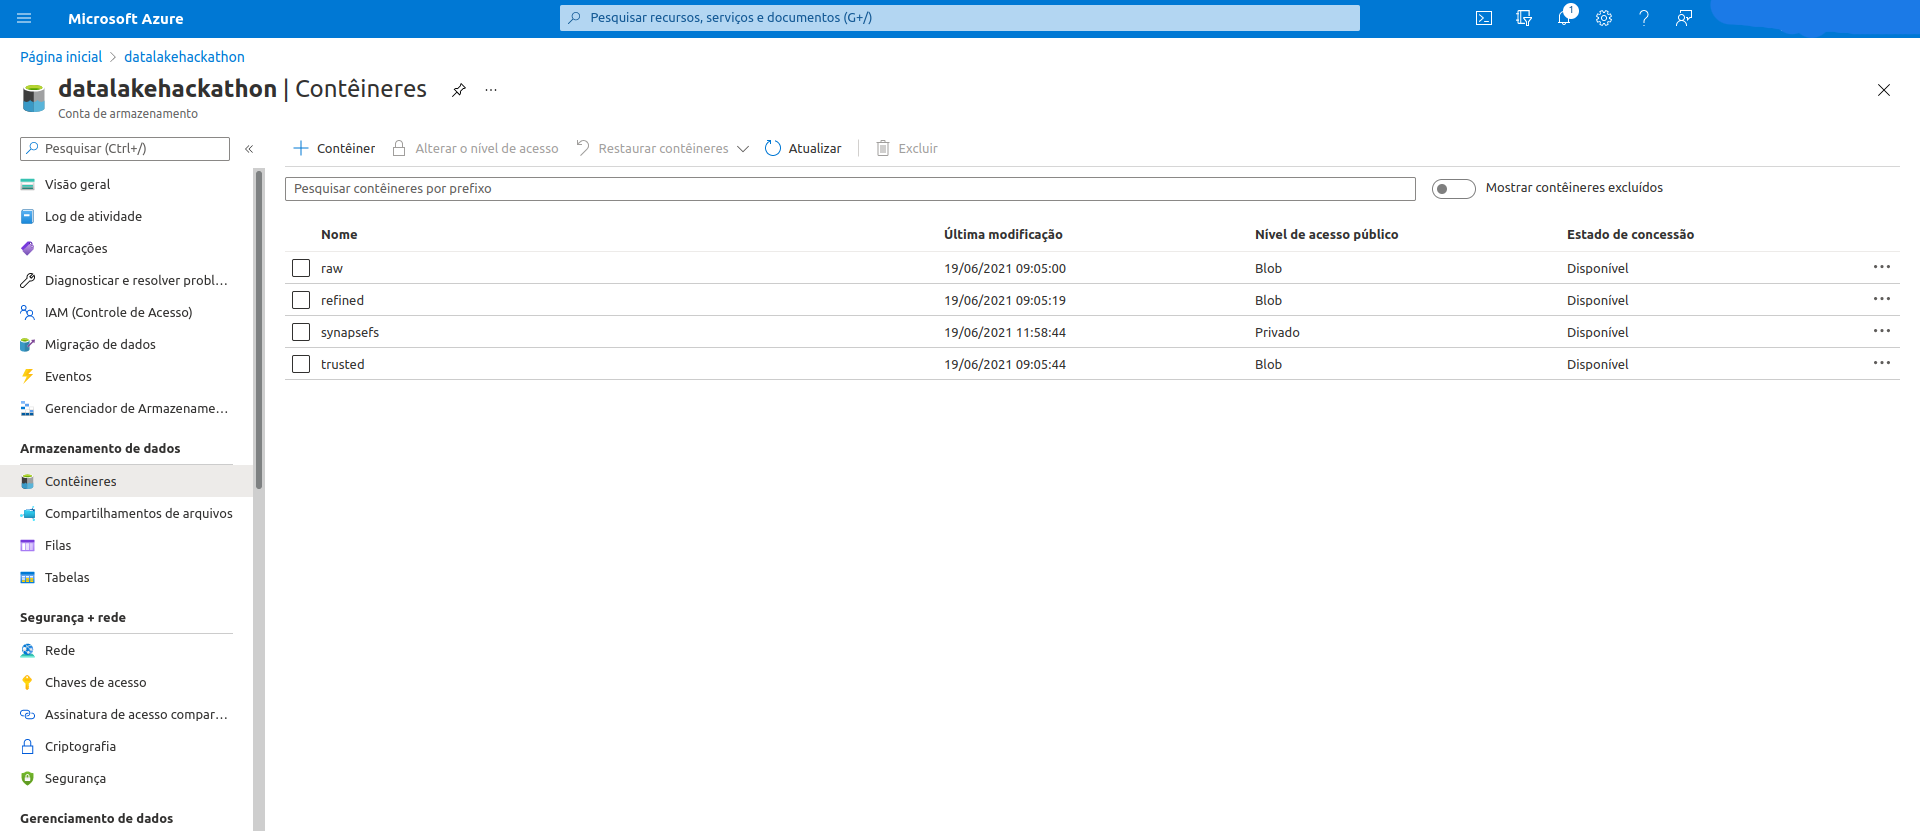 Microsoft Azure
Pesquisar recursos, serviços e documentos (G+/)
1
Página inicial > datalakehackathon
datalakehackathon | Contêineres
...
Conta de armazenamento
Pesquisar (Ctrl+/)
«
Visão geral
Log de atividade
Marcações
Diagnosticar e resolver probl...
IAM (Controle de Acesso)
Migração de dados
Eventos
Gerenciador de Armazename...
Armazenamento de dados
Contêineres
Compartilhamentos de arquivos
Filas
Tabelas
Segurança + rede
Rede
Chaves de acesso
Assinatura de acesso compar...
Criptografia
Segurança
Gerenciamento de dados
+ Contêiner Alterar o nível de acesso Restaurar contêineres Atualizar Excluir
Pesquisar contêineres por prefixo Mostrar contêineres excluídos
Nome Última modificação Nível de acesso público Estado de concessão
raw 19/06/2021 09:05:00 Blob Disponível ...
refined 19/06/2021 09:05:19 Blob Disponível ...
synapsefs 19/06/2021 11:58:44 Privado Disponível ...
trusted 19/06/2021 09:05:44 Blob Disponível ...